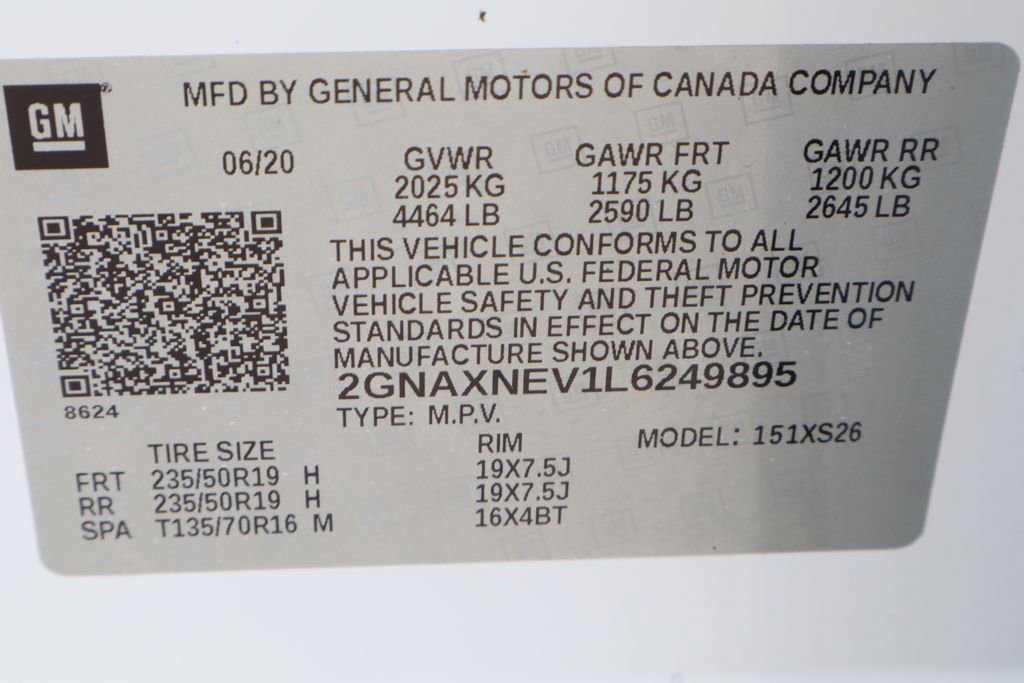 GM
MFD BY GENERAL MOTORS OF CANADA COMPANY
06/20 GVWR GAWR FRT GAWR RR
2025 KG 1175 KG 1200 KG
4464 LB 2590 LB 2645 LB
THIS VEHICLE CONFORMS TO ALL
APPLICABLE U.S. FEDERAL MOTOR
VEHICLE SAFETY AND THEFT PREVENTION
STANDARDS IN EFFECT ON THE DATE OF
MANUFACTURE SHOWN ABOVE.
2GNAXNEV1L6249895
8624
TYPE: M.P.V.
TIRE SIZE RIM MODEL: 151XS26
FRT 235/50R19 H 19X7.5J
RR 235/50R19 H 19X7.5J
SPA T135/70R16 M 16X4BT